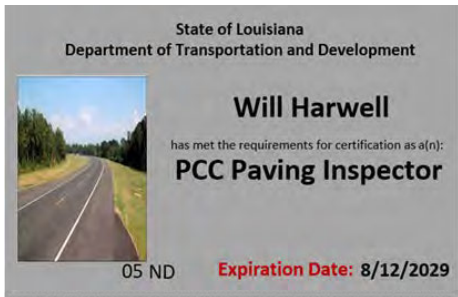 State of Louisiana
Department of Transportation and Development
Will Harwell
has met the requirements for certification as a(n):
PCC Paving Inspector
05 ND
Expiration Date: 8/12/2029